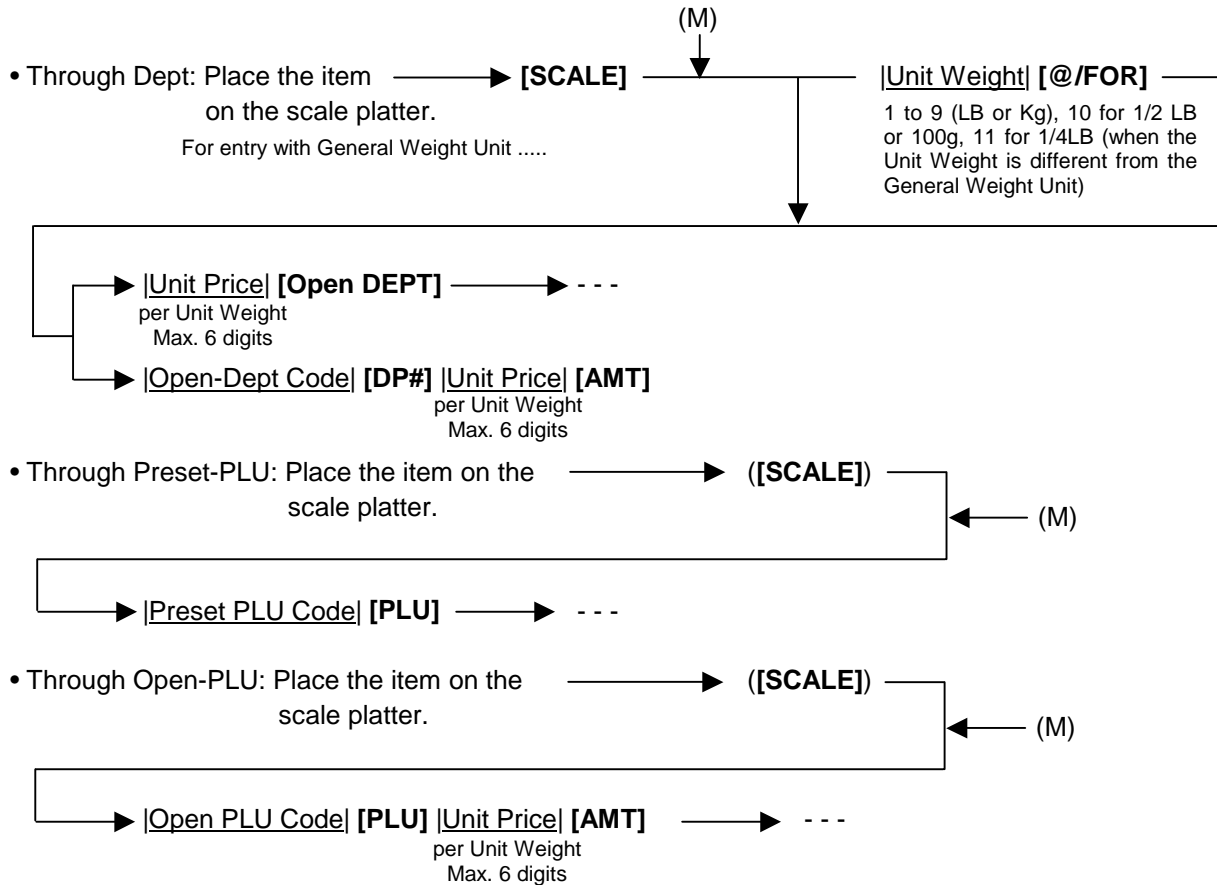 (M)
• Through Dept: Place the item [SCALE] |Unit Weight| [@/FOR]
on the scale platter.
For entry with General Weight Unit .....
1 to 9 (LB or Kg), 10 for 1/2 LB
or 100g, 11 for 1/4LB (when the
Unit Weight is different from the
General Weight Unit)
|Unit Price| [Open DEPT] - - -
per Unit Weight
Max. 6 digits
|Open-Dept Code| [DP#] |Unit Price| [AMT]
per Unit Weight
Max. 6 digits
• Through Preset-PLU: Place the item on the ([SCALE])
scale platter.
(M)
|Preset PLU Code| [PLU] - - -
• Through Open-PLU: Place the item on the ([SCALE])
scale platter.
(M)
|Open PLU Code| [PLU] |Unit Price| [AMT] - - -
per Unit Weight
Max. 6 digits